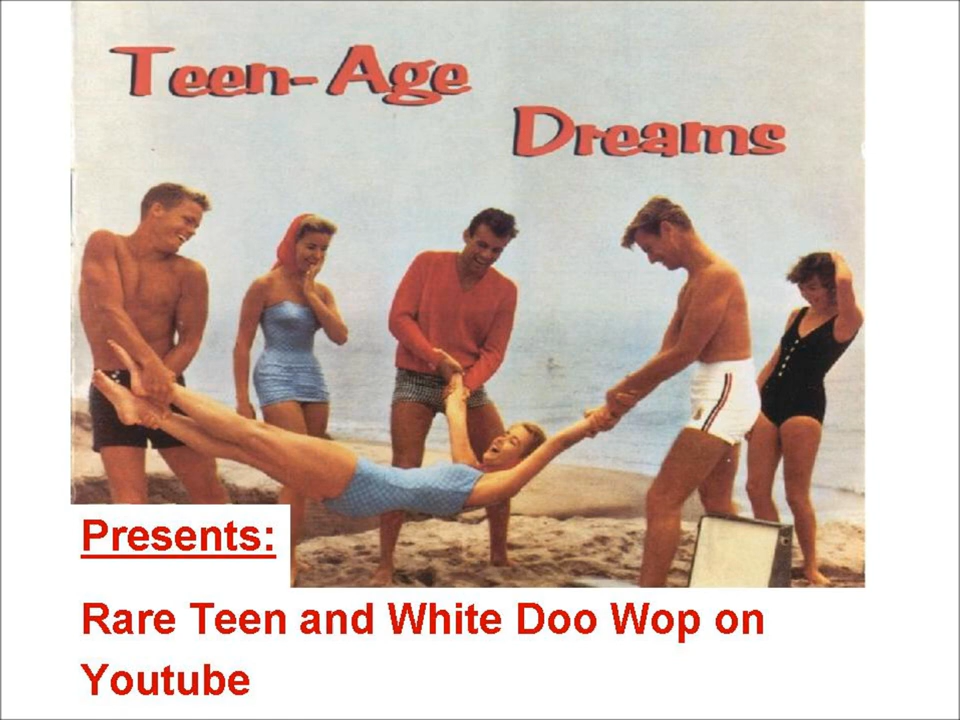 Teen-Age
Dreams
Presents:
Rare Teen and White Doo Wop on
Youtube